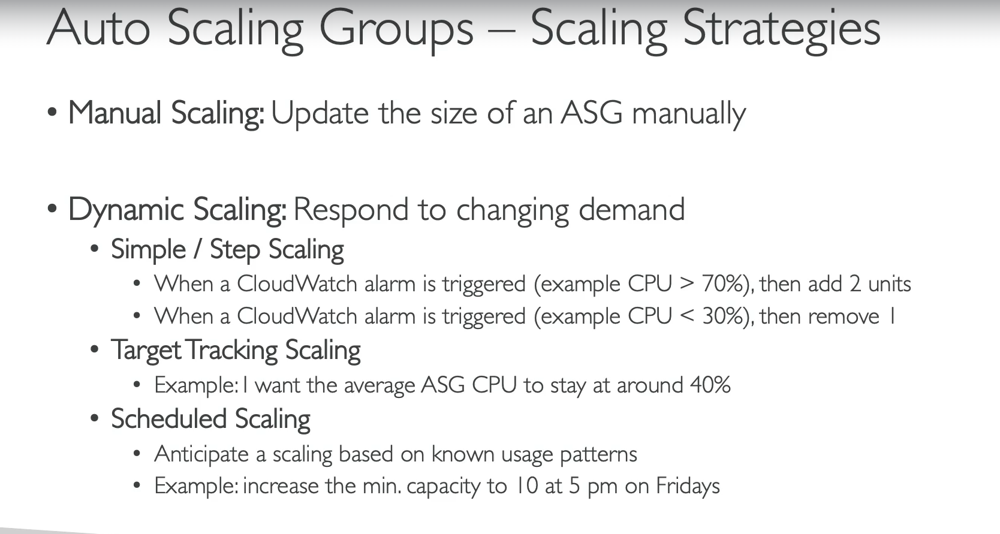 Auto Scaling Groups – Scaling Strategies
• Manual Scaling: Update the size of an ASG manually
• Dynamic Scaling: Respond to changing demand
• Simple / Step Scaling
• When a CloudWatch alarm is triggered (example CPU > 70%), then add 2 units
• When a CloudWatch alarm is triggered (example CPU < 30%), then remove 1
• Target Tracking Scaling
• Example: I want the average ASG CPU to stay at around 40%
• Scheduled Scaling
• Anticipate a scaling based on known usage patterns
• Example: increase the min. capacity to 10 at 5 pm on Fridays